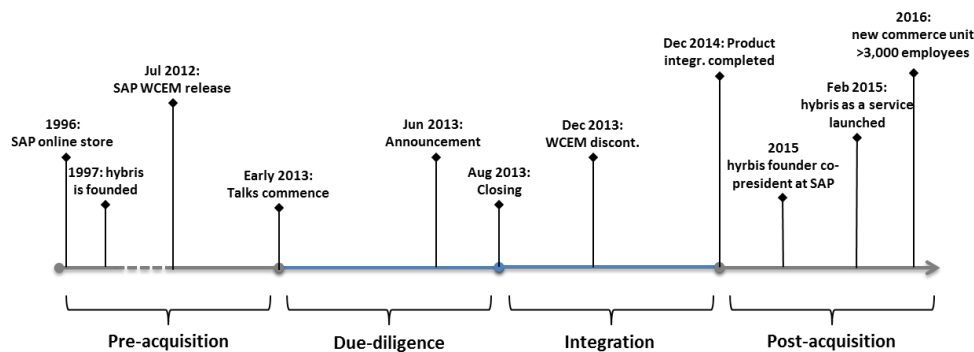 1996:
SAP online store
1997: hybris
is founded
Jul 2012:
SAP WCEM release
Early 2013:
Talks commence
Jun 2013:
Announcement
Aug 2013:
Closing
Dec 2013:
WCEM discont.
Dec 2014: Product
integr. completed
2015
hyrbis founder co-
president at SAP
Feb 2015:
hybris as a service
launched
2016:
new commerce unit
>3,000 employees
Pre-acquisition
Due-diligence
Integration
Post-acquisition